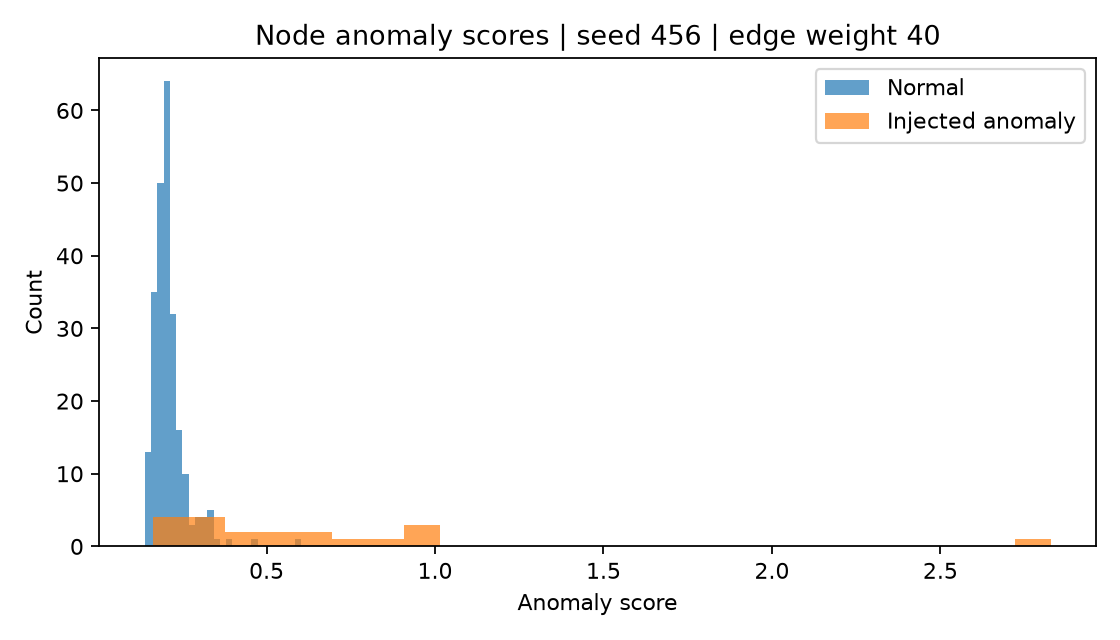 Node anomaly scores | seed 456 | edge weight 40
Normal
Injected anomaly
Count
60
50
40
30
20
10
0
0.5 1.0 1.5 2.0 2.5
Anomaly score